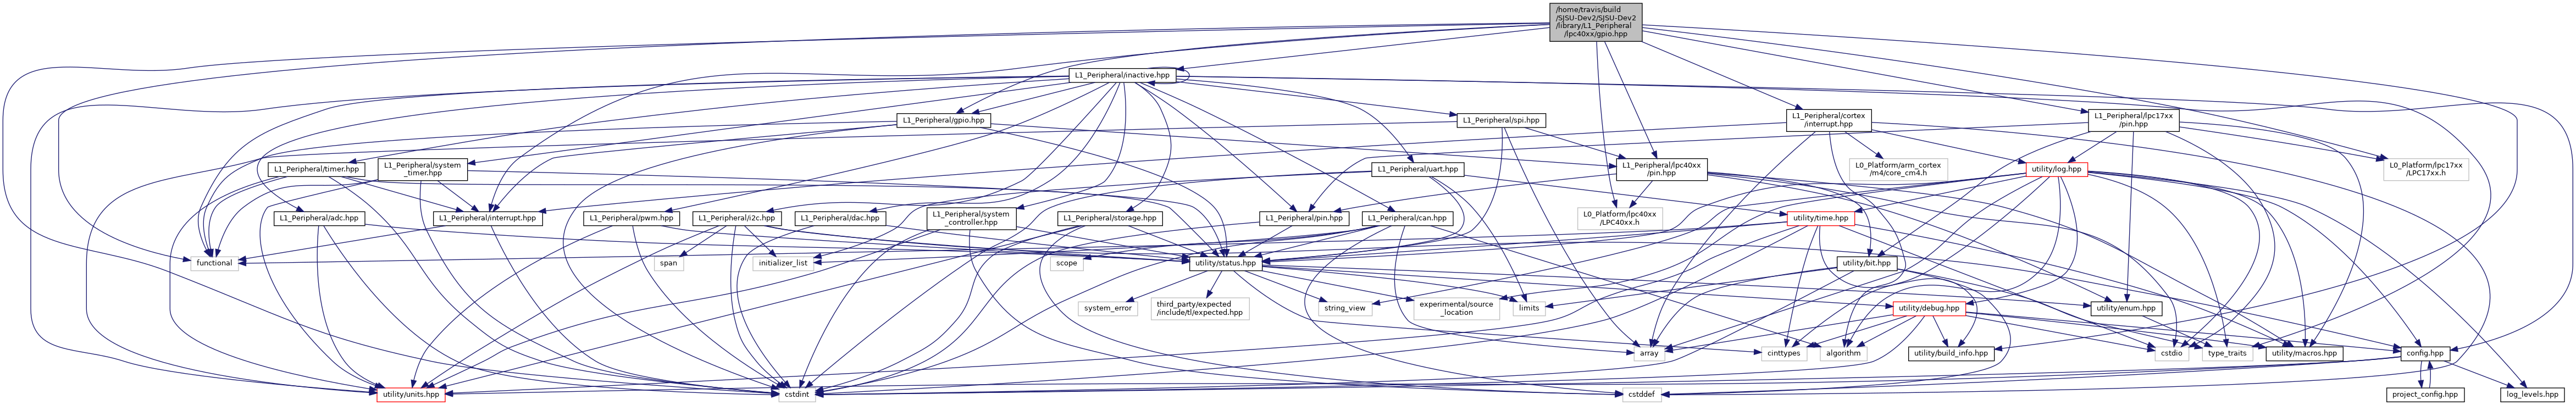 /home/travis/build
/SJSU-Dev2/SJSU-Dev2
/library/L1_Peripheral
/lpc40xx/gpio.hpp
L1_Peripheral/inactive.hpp
L1_Peripheral/gpio.hpp
L1_Peripheral/spi.hpp
L1_Peripheral/cortex
/interrupt.hpp
L1_Peripheral/lpc17xx
/pin.hpp
L1_Peripheral/timer.hpp
L1_Peripheral/system
_timer.hpp
L1_Peripheral/uart.hpp
L1_Peripheral/lpc40xx
/pin.hpp
L0_Platform/arm_cortex
/m4/core_cm4.h
utility/log.hpp
L0_Platform/lpc17xx
/LPC17xx.h
L1_Peripheral/adc.hpp
L1_Peripheral/interrupt.hpp
L1_Peripheral/pwm.hpp
L1_Peripheral/i2c.hpp
L1_Peripheral/dac.hpp
L1_Peripheral/system
_controller.hpp
L1_Peripheral/storage.hpp
L1_Peripheral/pin.hpp
L1_Peripheral/can.hpp
L0_Platform/lpc40xx
/LPC40xx.h
utility/time.hpp
functional
span
initializer_list
scope
utility/status.hpp
utility/bit.hpp
system_error
third_party/expected
/include/tl/expected.hpp
string_view
experimental/source
_location
limits
utility/debug.hpp
utility/enum.hpp
array
cinttypes
algorithm
utility/build_info.hpp
cstdio
type_traits
utility/macros.hpp
config.hpp
utility/units.hpp
cstdint
cstddef
project_config.hpp
log_levels.hpp